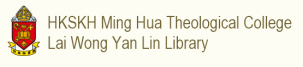 HKSKH Ming Hua Theological College
Lai Wong Yan Lin Library